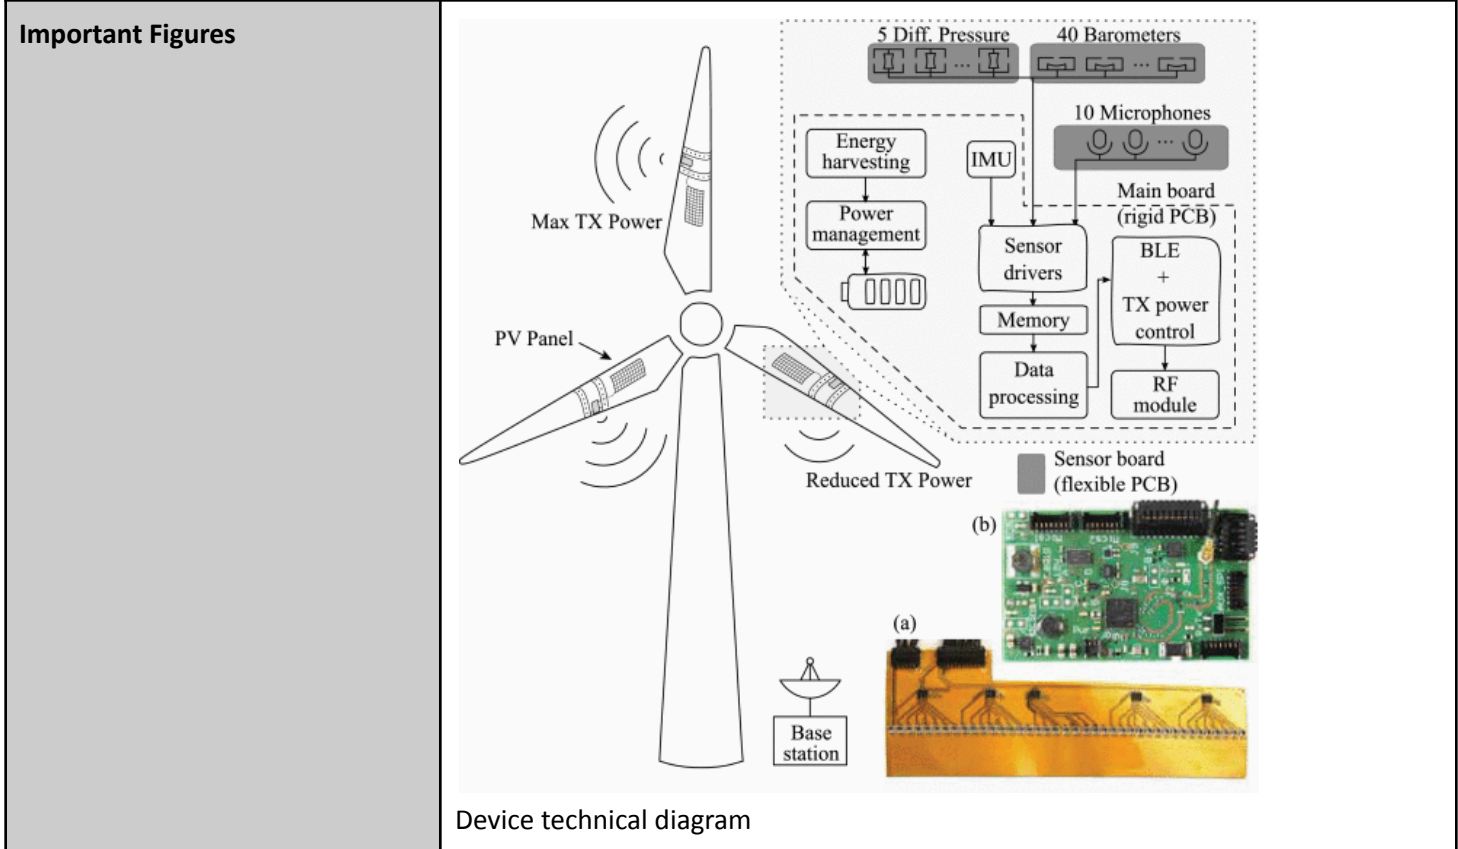 Important Figures
5 Diff. Pressure
40 Barometers
10 Microphones
Energy
harvesting
IMU
Main board
(rigid PCB)
Max TX Power
Power
management
Sensor
drivers
BLE
+
TX power
control
Memory
PV Panel
Data
processing
RF
module
Reduced TX Power
Sensor board
(flexible PCB)
(b)
(a)
Base
station
Device technical diagram